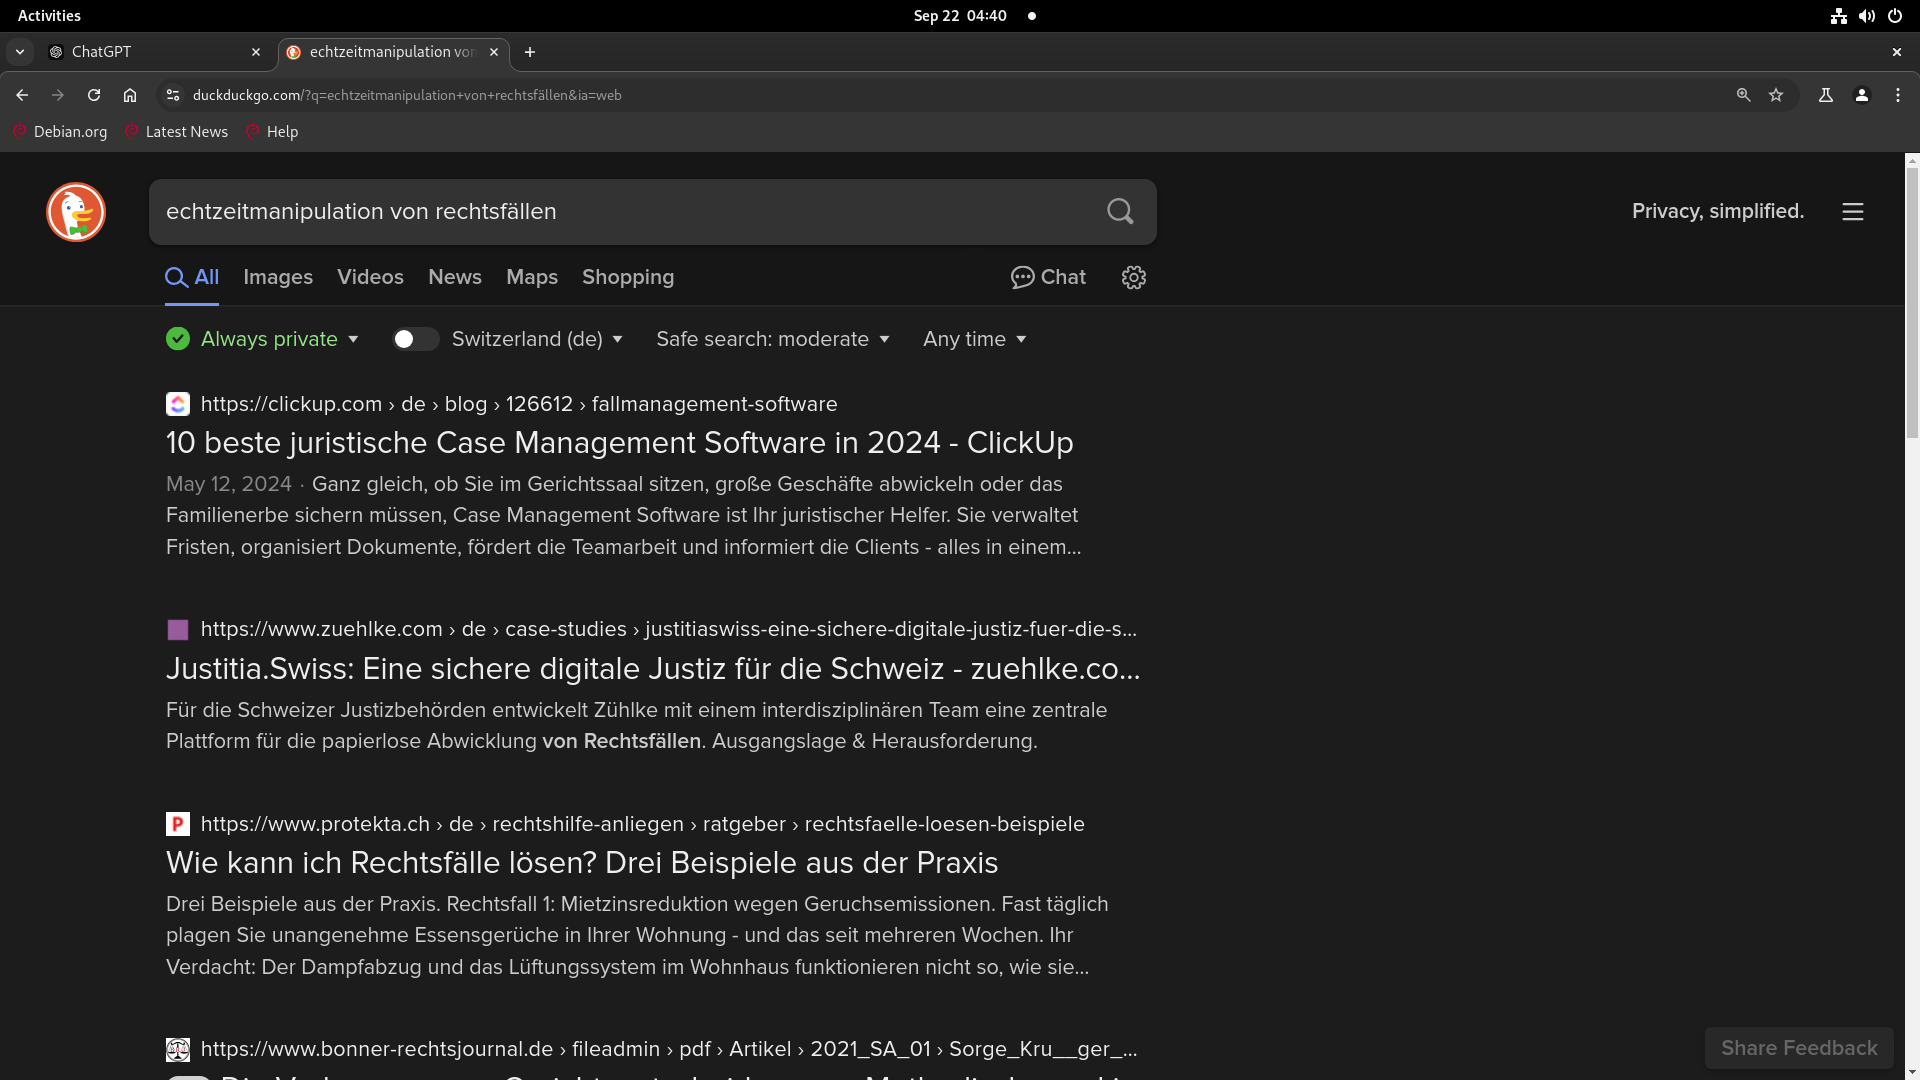 Activities
Sep 22 04:40
ChatGPT
echtzeitmanipulation von
duckduckgo.com/?q=echtzeitmanipulation+von+rechtsfällen&ia=web
Debian.org
Latest News
Help
echtzeitmanipulation von rechtsfällen
Privacy, simplified.
All Images Videos News Maps Shopping Chat
Always private Switzerland (de) Safe search: moderate Any time
https://clickup.com › de › blog › 126612 › fallmanagement-software
10 beste juristische Case Management Software in 2024 - ClickUp
May 12, 2024 · Ganz gleich, ob Sie im Gerichtssaal sitzen, große Geschäfte abwickeln oder das
Familienerbe sichern müssen, Case Management Software ist Ihr juristischer Helfer. Sie verwaltet
Fristen, organisiert Dokumente, fördert die Teamarbeit und informiert die Clients - alles in einem...
https://www.zuehlke.com › de › case-studies › justitiaswiss-eine-sichere-digitale-justiz-fuer-die-s...
Justitia.Swiss: Eine sichere digitale Justiz für die Schweiz - zuehlke.co...
Für die Schweizer Justizbehörden entwickelt Zühlke mit einem interdisziplinären Team eine zentrale
Plattform für die papierlose Abwicklung von Rechtsfällen. Ausgangslage & Herausforderung.
P
https://www.protekta.ch › de › rechtshilfe-anliegen › ratgeber › rechtsfaelle-loesen-beispiele
Wie kann ich Rechtsfälle lösen? Drei Beispiele aus der Praxis
Drei Beispiele aus der Praxis. Rechtsfall 1: Mietzinsreduktion wegen Geruchsemissionen. Fast täglich
plagen Sie unangenehme Essensgerüche in Ihrer Wohnung - und das seit mehreren Wochen. Ihr
Verdacht: Der Dampfabzug und das Lüftungssystem im Wohnhaus funktionieren nicht so, wie sie...
https://www.bonner-rechtsjournal.de › fileadmin › pdf › Artikel › 2021_SA_01 › Sorge_Kru__ger_...
Share Feedback